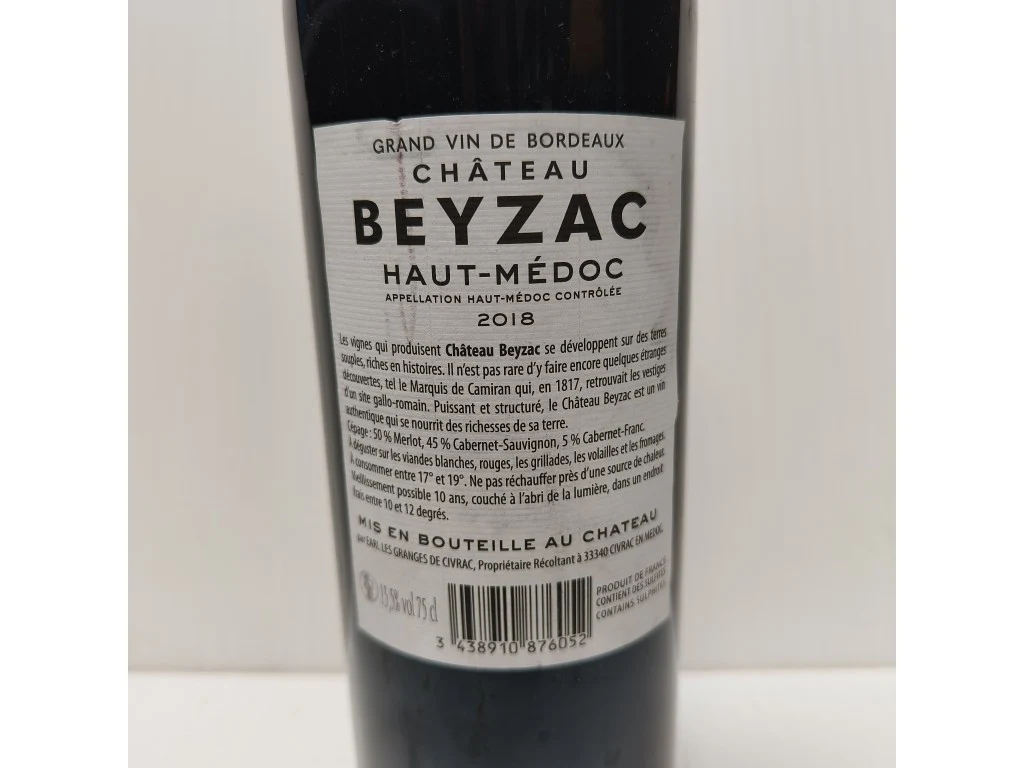 GRAND VIN DE BORDEAUX
CHÂTEAU
BEYZAC
HAUT-MÉDOC
APPELLATION HAUT-MÉDOC CONTRÔLÉE
2018
Les vignes qui produisent Château Beyzac se développent sur des terres
souples, riches en histoires. Il n'est pas rare d'y faire encore quelques étranges
découvertes, tel le Marquis de Camiran qui, en 1817, retrouvait les vestiges
d'un site gallo-romain. Puissant et structuré, le Château Beyzac est un vin
authentique qui se nourrit des richesses de sa terre.
Cépage : 50 % Merlot, 45 % Cabernet-Sauvignon, 5 % Cabernet-Franc.
A déguster sur les viandes blanches, rouges, les grillades, les volailles et les fromages.
A consommer entre 17° et 19°. Ne pas réchauffer près d'une source de chaleur.
Vieillissement possible 10 ans, couché à l'abri de la lumière, dans un endroit
frais entre 10 et 12 degrés.
MIS EN BOUTEILLE AU CHATEAU
par EARL LES GRANGES DE CIVRAC, Propriétaire Récoltant à 33340 CIVRAC EN MEDOC.
15,5% vol 75 cl
PRODUIT DE FRANCE
CONTIENT DES SULFITES
CONTAINS SULPHITES
3 438910 876052